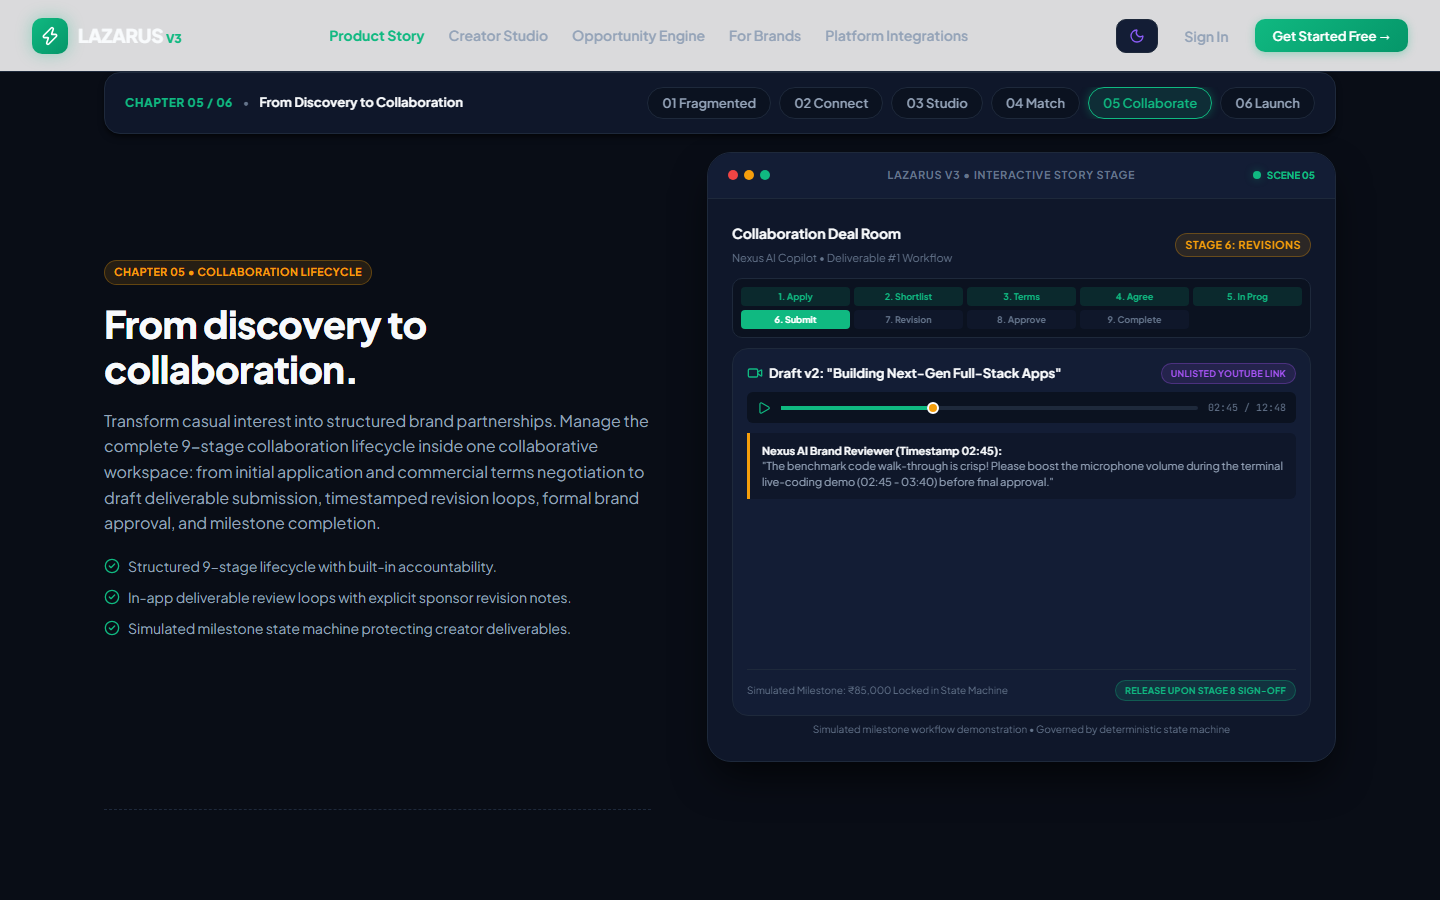 LAZARUS V3
Product Story
Creator Studio
Opportunity Engine
For Brands
Platform Integrations
Sign In
Get Started Free →
CHAPTER 05 / 06 • From Discovery to Collaboration
01 Fragmented
02 Connect
03 Studio
04 Match
05 Collaborate
06 Launch
CHAPTER 05 • COLLABORATION LIFECYCLE
From discovery to
collaboration.
Transform casual interest into structured brand partnerships. Manage the
complete 9-stage collaboration lifecycle inside one collaborative
workspace: from initial application and commercial terms negotiation to
draft deliverable submission, timestamped revision loops, formal brand
approval, and milestone completion.
Structured 9-stage lifecycle with built-in accountability.
In-app deliverable review loops with explicit sponsor revision notes.
Simulated milestone state machine protecting creator deliverables.
LAZARUS V3 • INTERACTIVE STORY STAGE
SCENE 05
Collaboration Deal Room
Nexus AI Copilot • Deliverable #1 Workflow
STAGE 6: REVISIONS
1. Apply
2. Shortlist
3. Terms
4. Agree
5. In Prog
6. Submit
7. Revision
8. Approve
9. Complete
Draft v2: "Building Next-Gen Full-Stack Apps"
UNLISTED YOUTUBE LINK
02:45 / 12:48
Nexus AI Brand Reviewer (Timestamp 02:45):
"The benchmark code walk-through is crisp! Please boost the microphone volume during the terminal
live-coding demo (02:45 - 03:40) before final approval."
Simulated Milestone: ₹85,000 Locked in State Machine
RELEASE UPON STAGE 8 SIGN-OFF
Simulated milestone workflow demonstration • Governed by deterministic state machine